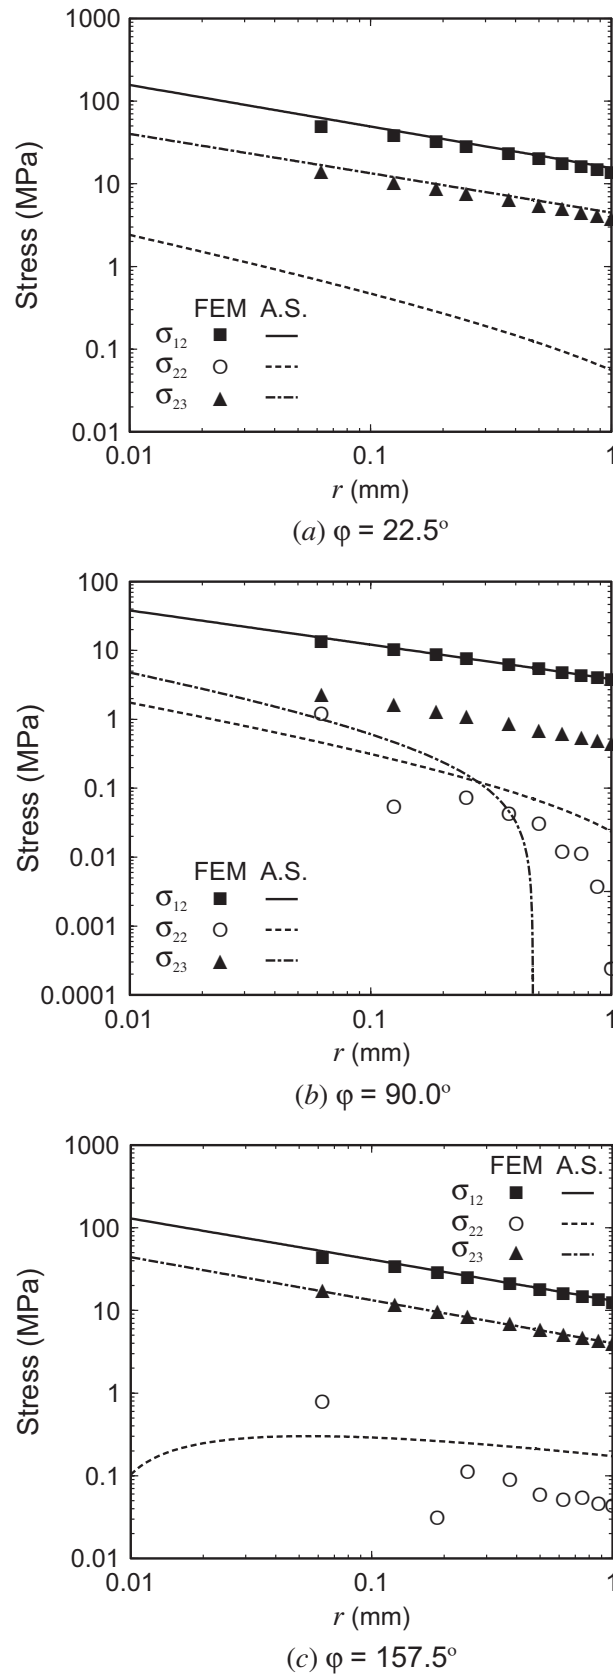 1000
100
10
1
0.1
0.01
Stress (MPa)
FEM A.S.
σ12
σ22
σ23
0.01 0.1 1
r (mm)
(a) φ = 22.5º
100
10
1
0.1
0.01
0.001
0.0001
Stress (MPa)
FEM A.S.
σ12
σ22
σ23
0.01 0.1 1
r (mm)
(b) φ = 90.0º
1000
100
10
1
0.1
0.01
Stress (MPa)
FEM A.S.
σ12
σ22
σ23
0.01 0.1 1
r (mm)
(c) φ = 157.5º